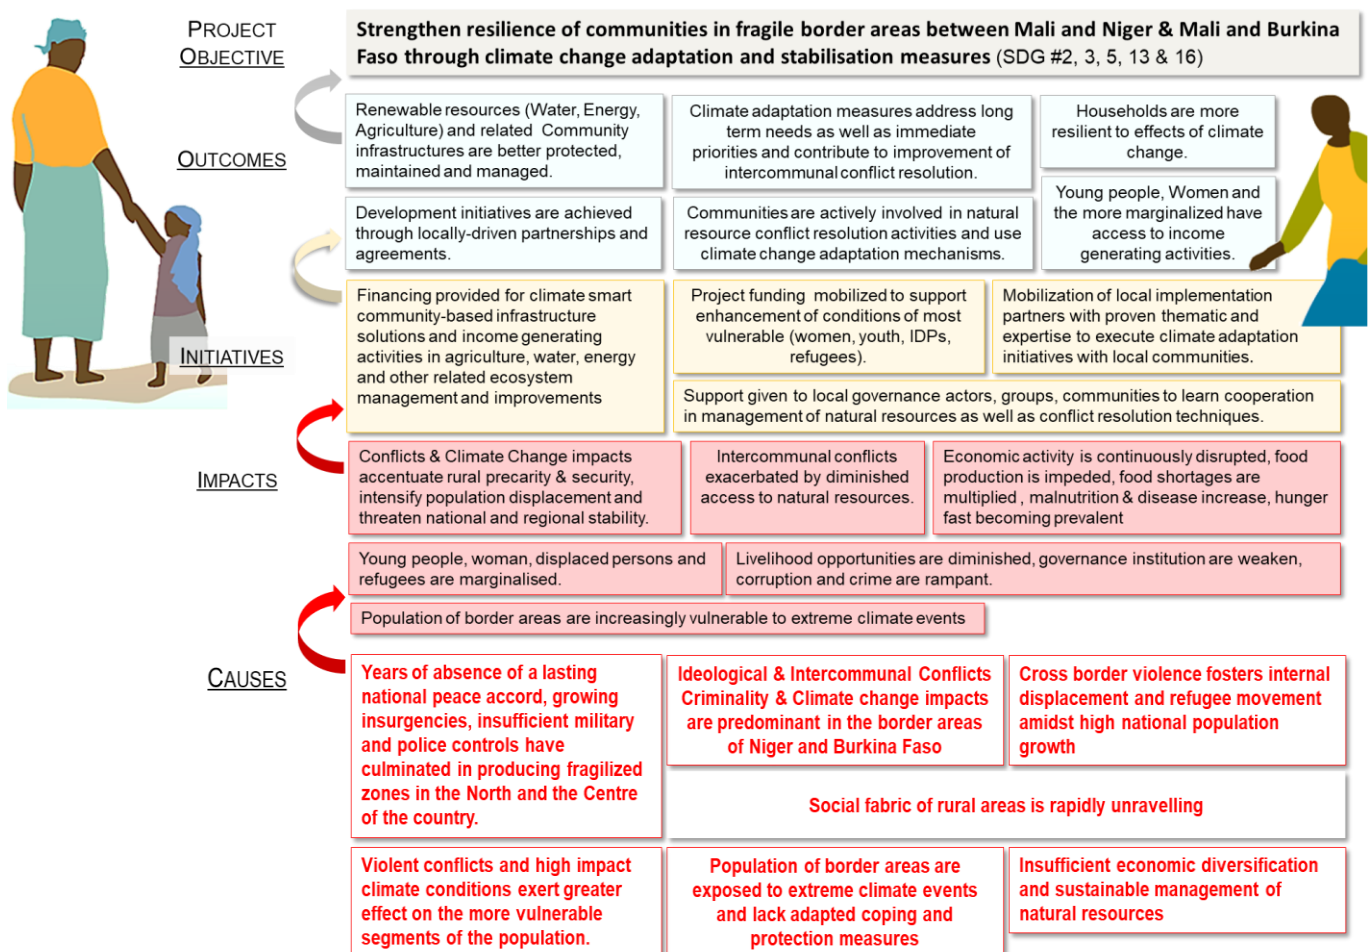 PROJECT
OBJECTIVE
Strengthen resilience of communities in fragile border areas between Mali and Niger & Mali and Burkina
Faso through climate change adaptation and stabilisation measures (SDG #2, 3, 5, 13 & 16)
OUTCOMES
Renewable resources (Water, Energy,
Agriculture) and related Community
infrastructures are better protected,
maintained and managed.
Climate adaptation measures address long
term needs as well as immediate
priorities and contribute to improvement of
intercommunal conflict resolution.
Households are more
resilient to effects of climate
change.
Development initiatives are achieved
through locally-driven partnerships and
agreements.
Communities are actively involved in natural
resource conflict resolution activities and use
climate change adaptation mechanisms.
Young people, Women and
the more marginalized have
access to income
generating activities.
INITIATIVES
Financing provided for climate smart
community-based infrastructure
solutions and income generating
activities in agriculture, water, energy
and other related ecosystem
management and improvements
Project funding mobilized to support
enhancement of conditions of most
vulnerable (women, youth, IDPs,
refugees).
Mobilization of local implementation
partners with proven thematic and
expertise to execute climate adaptation
initiatives with local communities.
Support given to local governance actors, groups, communities to learn cooperation
in management of natural resources as well as conflict resolution techniques.
IMPACTS
Conflicts & Climate Change impacts
accentuate rural precarity & security,
intensify population displacement and
threaten national and regional stability.
Intercommunal conflicts
exacerbated by diminished
access to natural resources.
Economic activity is continuously disrupted, food
production is impeded, food shortages are
multiplied , malnutrition & disease increase, hunger
fast becoming prevalent
Young people, woman, displaced persons and
refugees are marginalised.
Livelihood opportunities are diminished, governance institution are weaken,
corruption and crime are rampant.
Population of border areas are increasingly vulnerable to extreme climate events
CAUSES
Years of absence of a lasting
national peace accord, growing
insurgencies, insufficient military
and police controls have
culminated in producing fragilized
zones in the North and the Centre
of the country.
Ideological & Intercommunal Conflicts
Criminality & Climate change impacts
are predominant in the border areas
of Niger and Burkina Faso
Cross border violence fosters internal
displacement and refugee movement
amidst high national population
growth
Social fabric of rural areas is rapidly unravelling
Violent conflicts and high impact
climate conditions exert greater
effect on the more vulnerable
segments of the population.
Population of border areas are
exposed to extreme climate events
and lack adapted coping and
protection measures
Insufficient economic diversification
and sustainable management of
natural resources